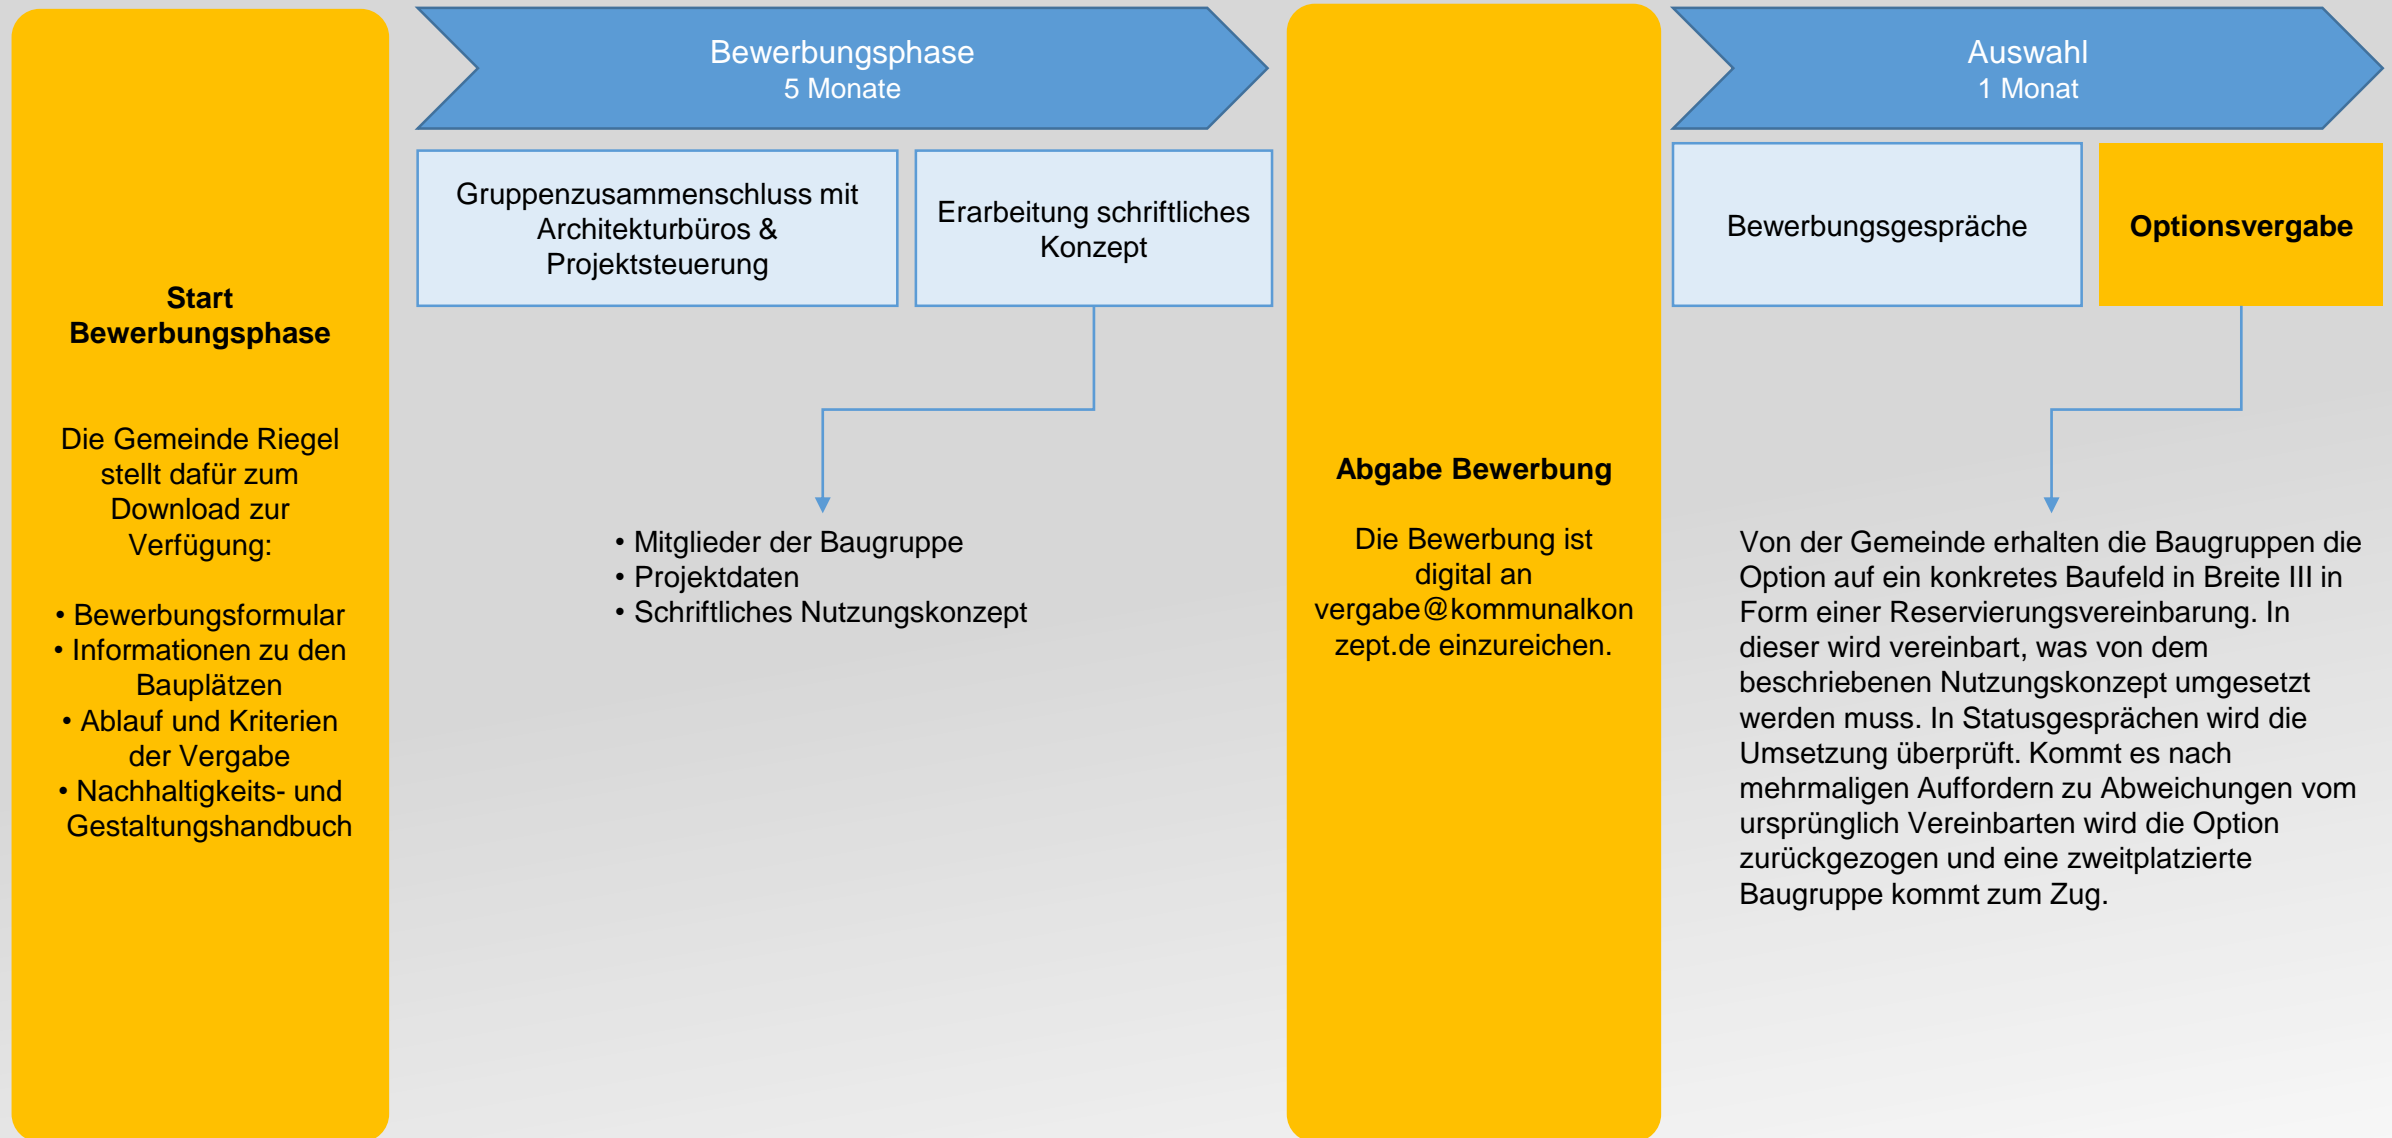 Start
Bewerbungsphase
Die Gemeinde Riegel
stellt dafür zum
Download zur
Verfügung:
• Bewerbungsformular
• Informationen zu den
Bauplätzen
• Ablauf und Kriterien
der Vergabe
• Nachhaltigkeits- und
Gestaltungshandbuch
Bewerbungsphase
5 Monate
Gruppenzusammenschluss mit
Architekturbüros &
Projektsteuerung
Erarbeitung schriftliches
Konzept
• Mitglieder der Baugruppe
• Projektdaten
• Schriftliches Nutzungskonzept
Abgabe Bewerbung
Die Bewerbung ist
digital an
vergabe@kommunalkon
zept.de einzureichen.
Auswahl
1 Monat
Bewerbungsgespräche
Optionsvergabe
Von der Gemeinde erhalten die Baugruppen die
Option auf ein konkretes Baufeld in Breite III in
Form einer Reservierungsvereinbarung. In
dieser wird vereinbart, was von dem
beschriebenen Nutzungskonzept umgesetzt
werden muss. In Statusgesprächen wird die
Umsetzung überprüft. Kommt es nach
mehrmaligen Auffordern zu Abweichungen vom
ursprünglich Vereinbarten wird die Option
zurückgezogen und eine zweitplatzierte
Baugruppe kommt zum Zug.